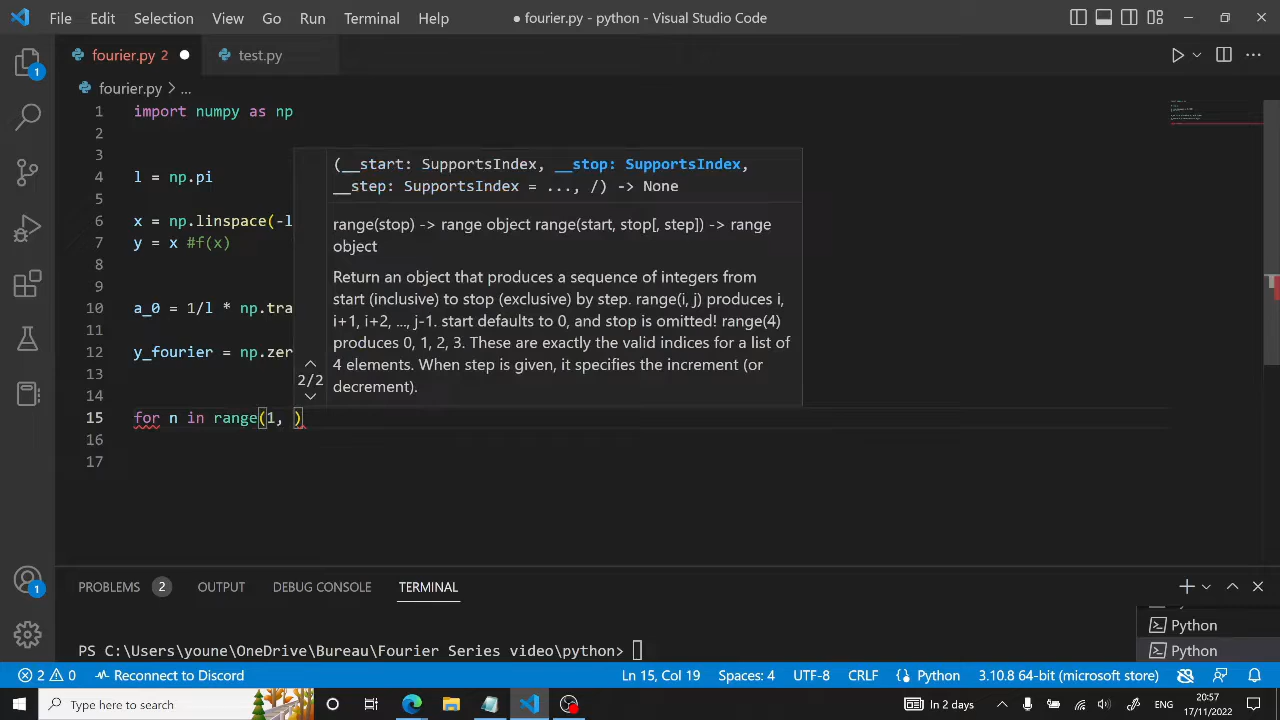 File Edit Selection View Go Run Terminal Help
● fourier.py - python - Visual Studio Code
fourier.py 2 ●
test.py
fourier.py > ...
1 import numpy as np
2
3
4 l = np.pi
5
6 x = np.linspace(-l
7 y = x #f(x)
8
9
10 a_0 = 1/l * np.tra
11
12 y_fourier = np.zer
13
14
15 for n in range(1, )
16
17
(__start: SupportsIndex, __stop: SupportsIndex,
__step: SupportsIndex = ..., /) -> None
range(stop) -> range object range(start, stop[, step]) -> range
object
Return an object that produces a sequence of integers from
start (inclusive) to stop (exclusive) by step. range(i, j) produces i,
i+1, i+2, ..., j-1. start defaults to 0, and stop is omitted! range(4)
produces 0, 1, 2, 3. These are exactly the valid indices for a list of
4 elements. When step is given, it specifies the increment (or
decrement).
2/2
1
1
PROBLEMS 2 OUTPUT DEBUG CONSOLE TERMINAL
PS C:\Users\youne\OneDrive\Bureau\Fourier Series video\python>
Python
Python
2 0 Reconnect to Discord
Ln 15, Col 19 Spaces: 4 UTF-8 CRLF Python 3.10.8 64-bit (microsoft store)
Type here to search
In 2 days
ENG
20:57
17/11/2022